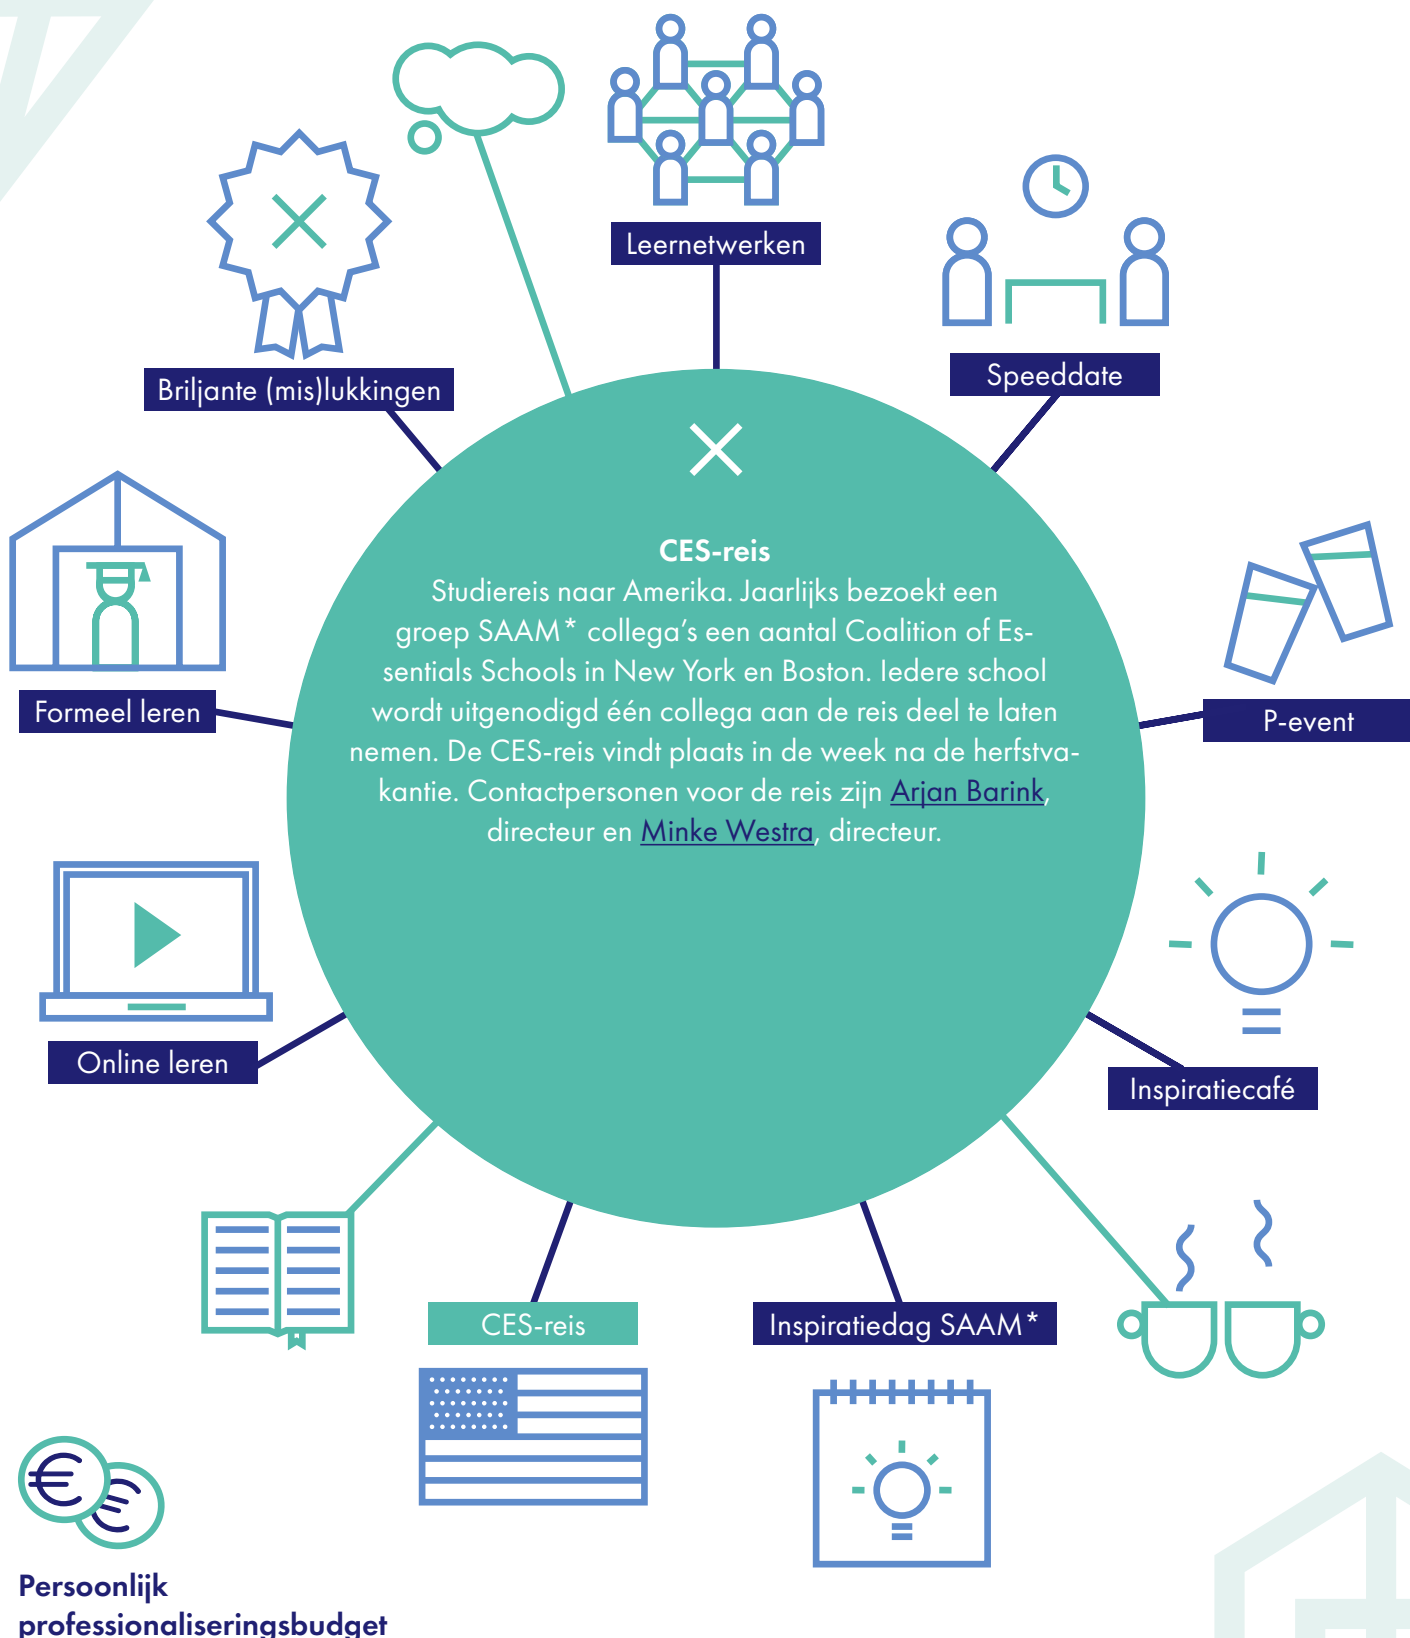 Leernetwerken
Speeddate
Briljante (mis)lukkingen
CES-reis
Studiereis naar Amerika. Jaarlijks bezoekt een
groep SAAM* collega's een aantal Coalition of Es-
sentials Schools in New York en Boston. Iedere school
wordt uitgenodigd één collega aan de reis deel te laten
nemen. De CES-reis vindt plaats in de week na de herfstva-
kantie. Contactpersonen voor de reis zijn Arjan Barink,
directeur en Minke Westra, directeur.
Formeel leren
P-event
Online leren
Inspiratiecafé
CES-reis
Inspiratiedag SAAM*
Persoonlijk
professionaliseringsbudget